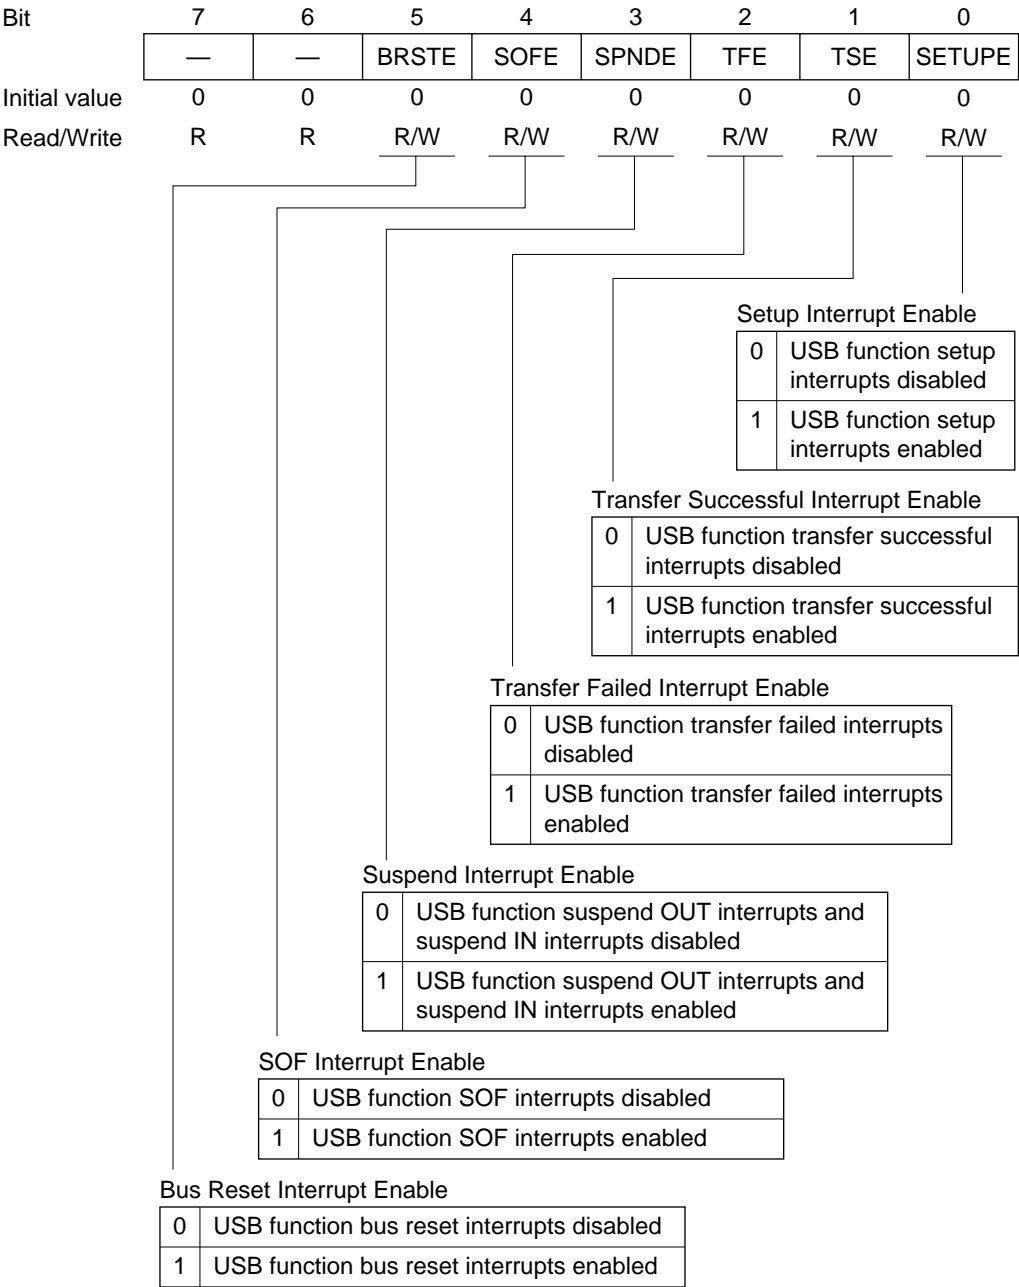 Bit 7 6 5 4 3 2 1 0
— — BRSTE SOFE SPNDE TFE TSE SETUPE
Initial value 0 0 0 0 0 0 0 0
Read/Write R R R/W R/W R/W R/W R/W R/W
Setup Interrupt Enable
0 USB function setup
interrupts disabled
1 USB function setup
interrupts enabled
Transfer Successful Interrupt Enable
0 USB function transfer successful
interrupts disabled
1 USB function transfer successful
interrupts enabled
Transfer Failed Interrupt Enable
0 USB function transfer failed interrupts
disabled
1 USB function transfer failed interrupts
enabled
Suspend Interrupt Enable
0 USB function suspend OUT interrupts and
suspend IN interrupts disabled
1 USB function suspend OUT interrupts and
suspend IN interrupts enabled
SOF Interrupt Enable
0 USB function SOF interrupts disabled
1 USB function SOF interrupts enabled
Bus Reset Interrupt Enable
0 USB function bus reset interrupts disabled
1 USB function bus reset interrupts enabled